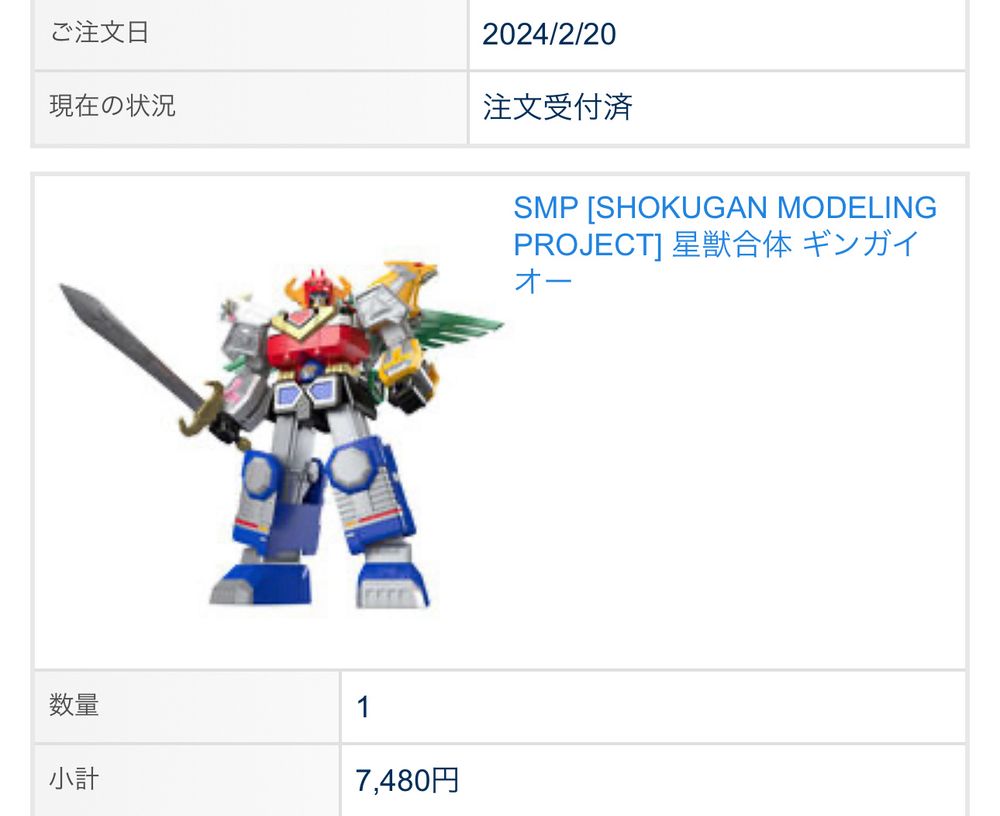 ご注文日
2024/2/20
現在の状況
注文受付済
SMP [SHOKUGAN MODELING
PROJECT] 星獣合体 ギンガイ
オー
数量
1
小計
7,480円